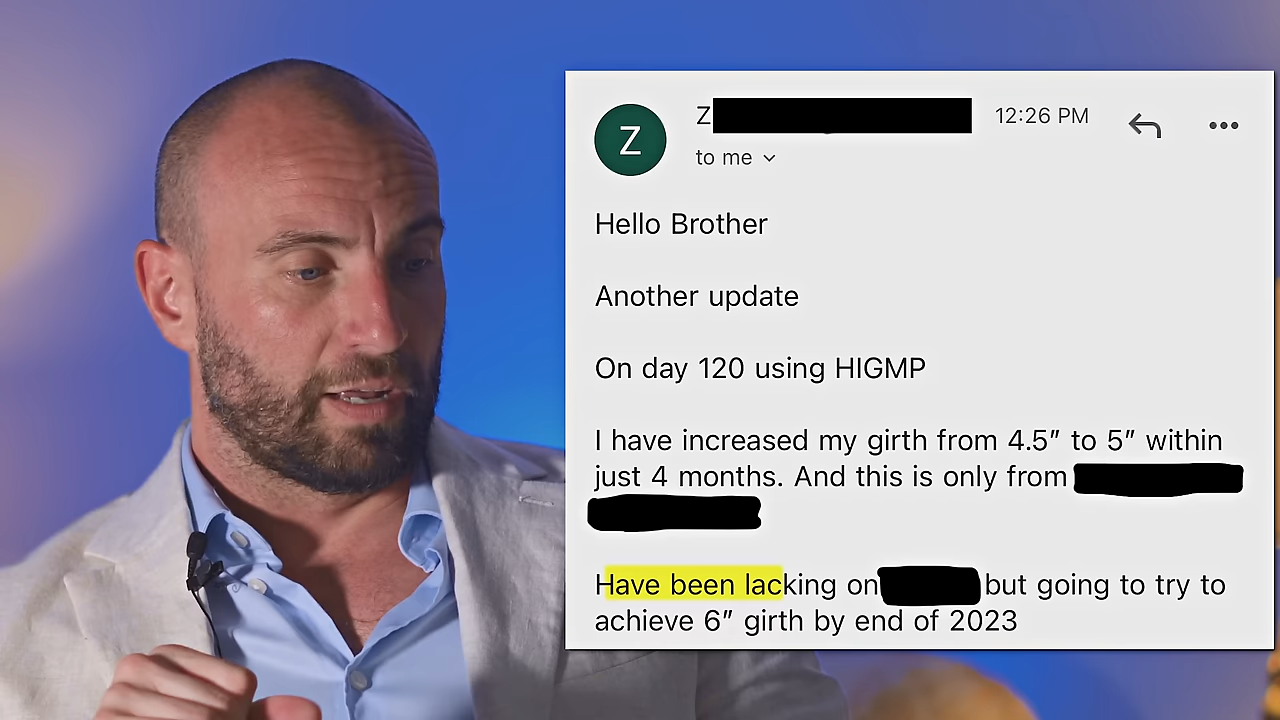 Z
Z
12:26 PM
to me
Hello Brother
Another update
On day 120 using HIGMP
I have increased my girth from 4.5″ to 5″ within
just 4 months. And this is only from
Have been lacking on but going to try to
achieve 6″ girth by end of 2023